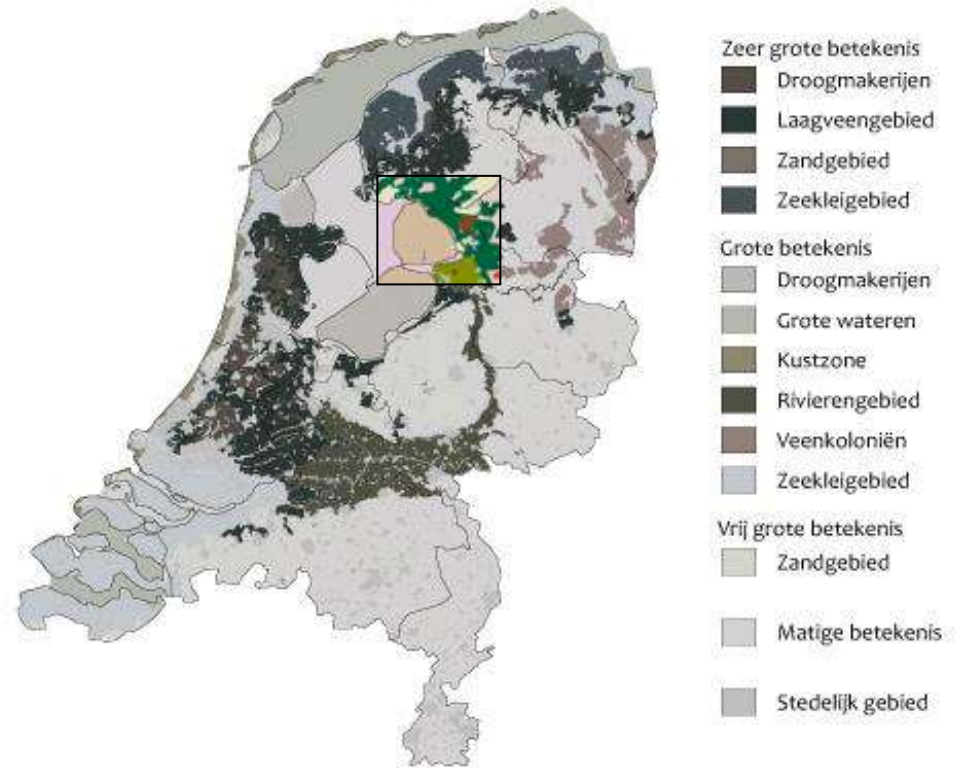 Zeer grote betekenis
Droogmakerijen
Laagveengebied
Zandgebied
Zeekleigebied
Grote betekenis
Droogmakerijen
Grote wateren
Kustzone
Rivierengebied
Veenkoloniën
Zeekleigebied
Vrij grote betekenis
Zandgebied
Matige betekenis
Stedelijk gebied